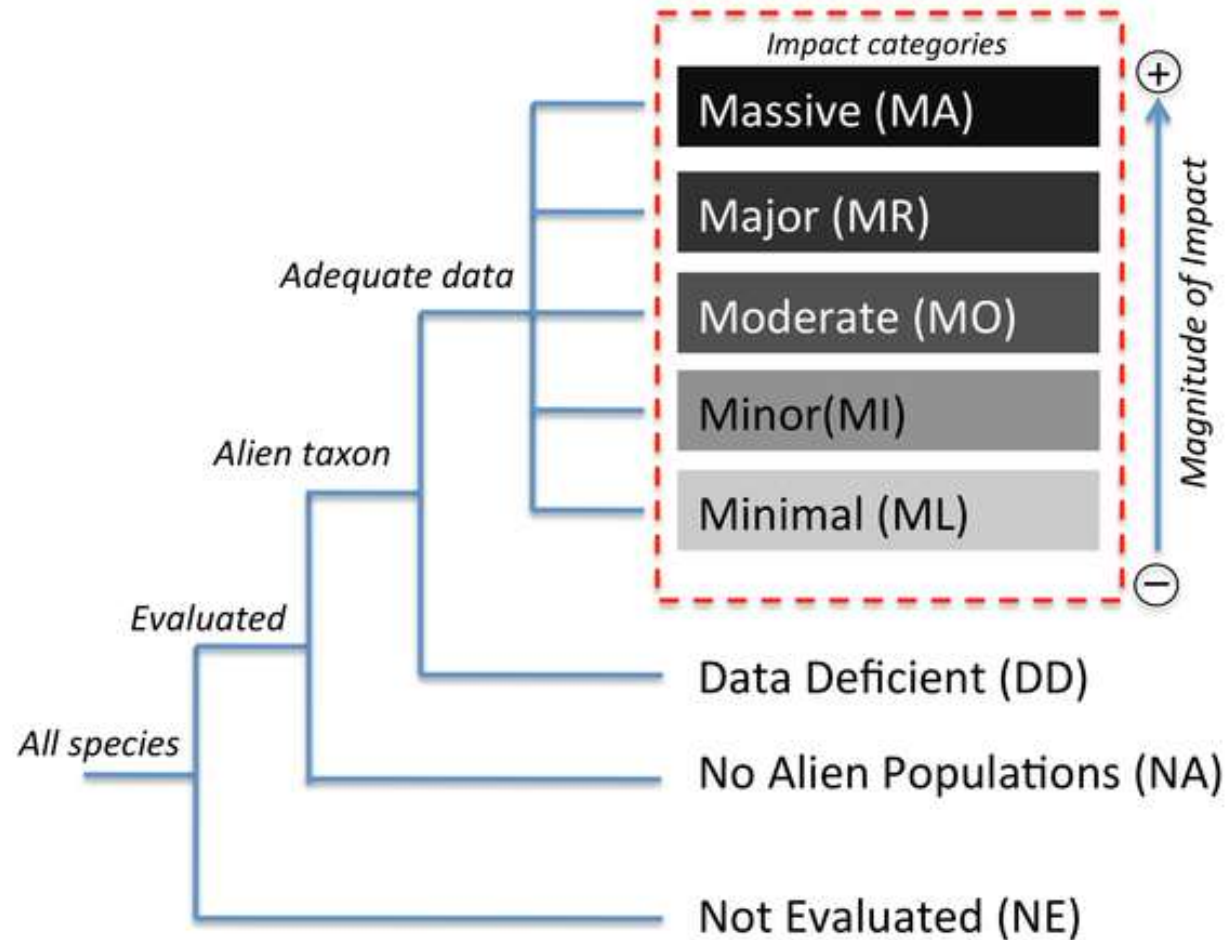 Impact categories
Massive (MA)
Major (MR)
Moderate (MO)
Minor(MI)
Minimal (ML)
+
Magnitude of Impact
−
Adequate data
Alien taxon
Evaluated
All species
Data Deficient (DD)
No Alien Populations (NA)
Not Evaluated (NE)